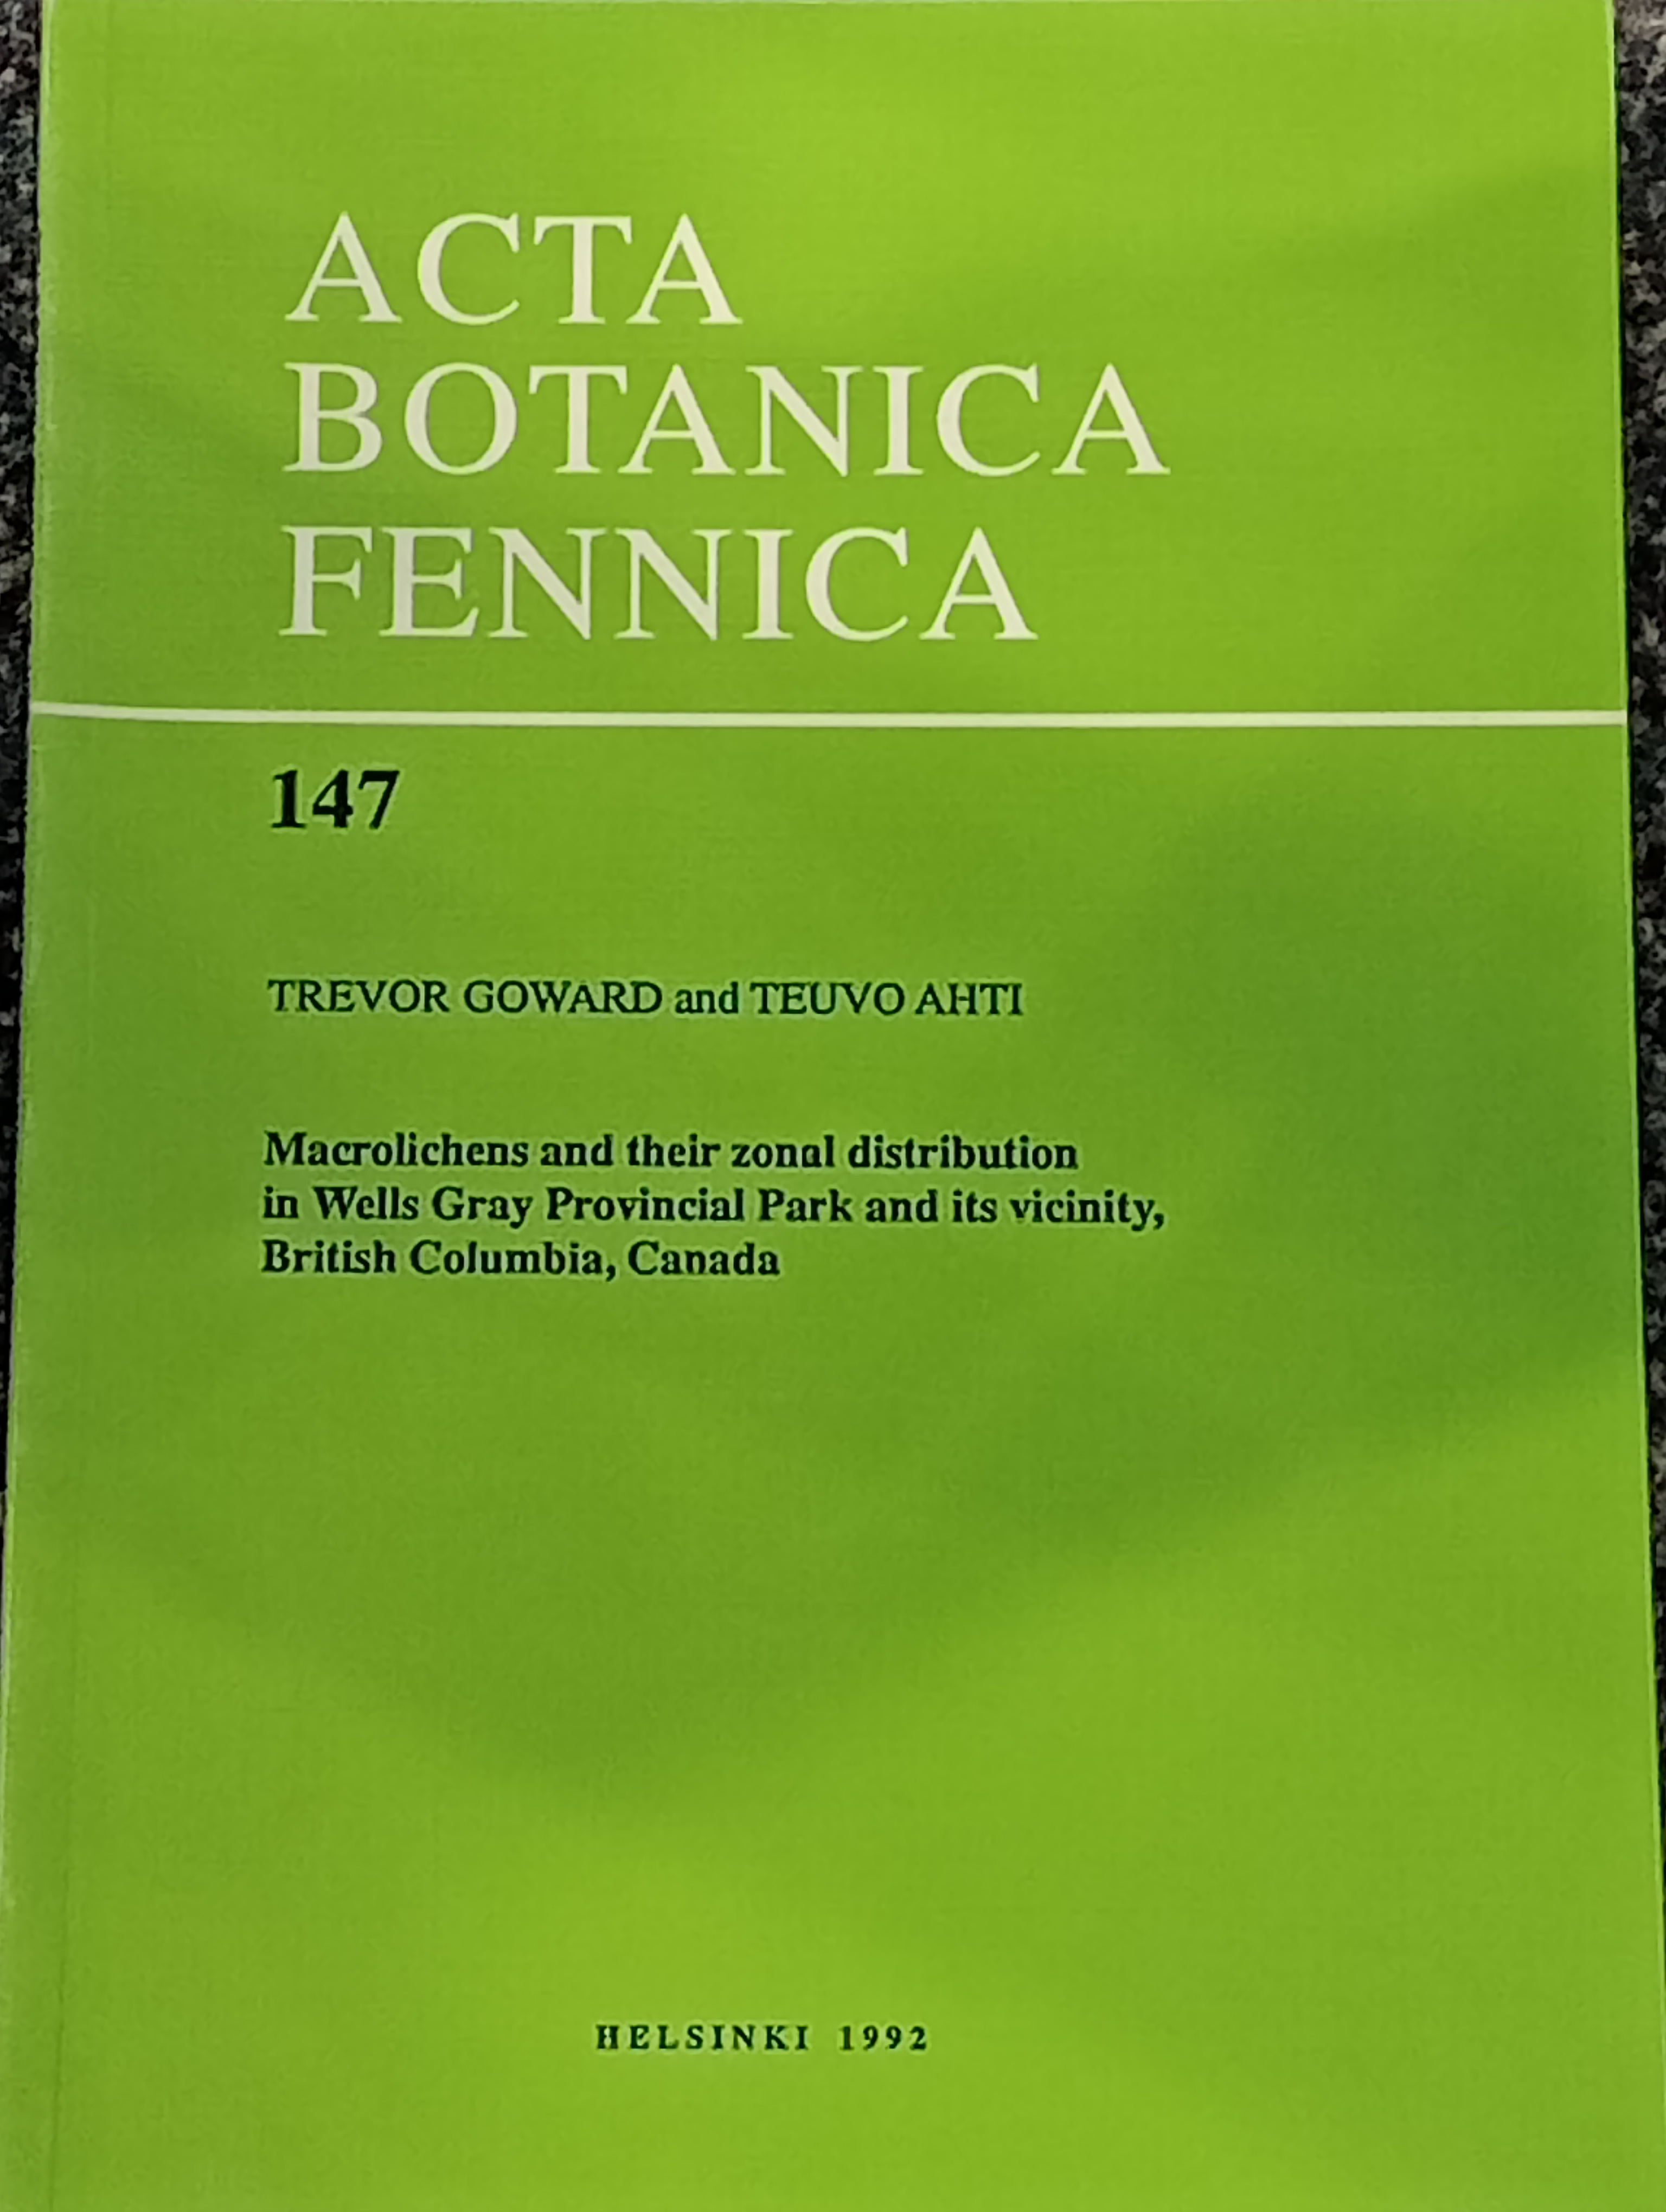 ACTA
BOTANICA
FENNICA
147
TREVOR GOWARD and TEUVO AHTI
Macrolichens and their zonal distribution
in Wells Gray Provincial Park and its vicinity,
British Columbia, Canada
HELSINKI 1992